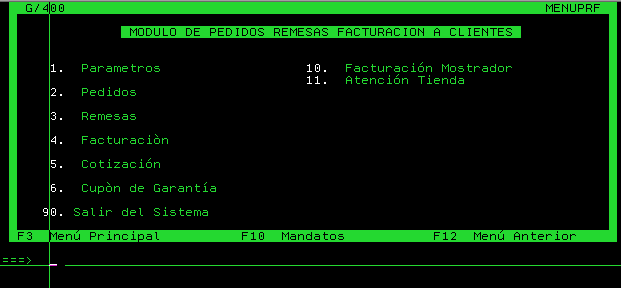 G/400 MENUPRF
MODULO DE PEDIDOS REMESAS FACTURACION A CLIENTES
1. Parametros 10. Facturación Mostrador
11. Atención Tienda
2. Pedidos
3. Remesas
4. Facturaciòn
5. Cotización
6. Cupòn de Garantía
90. Salir del Sistema
F3 Menú Principal F10 Mandatos F12 Menú Anterior
===> _